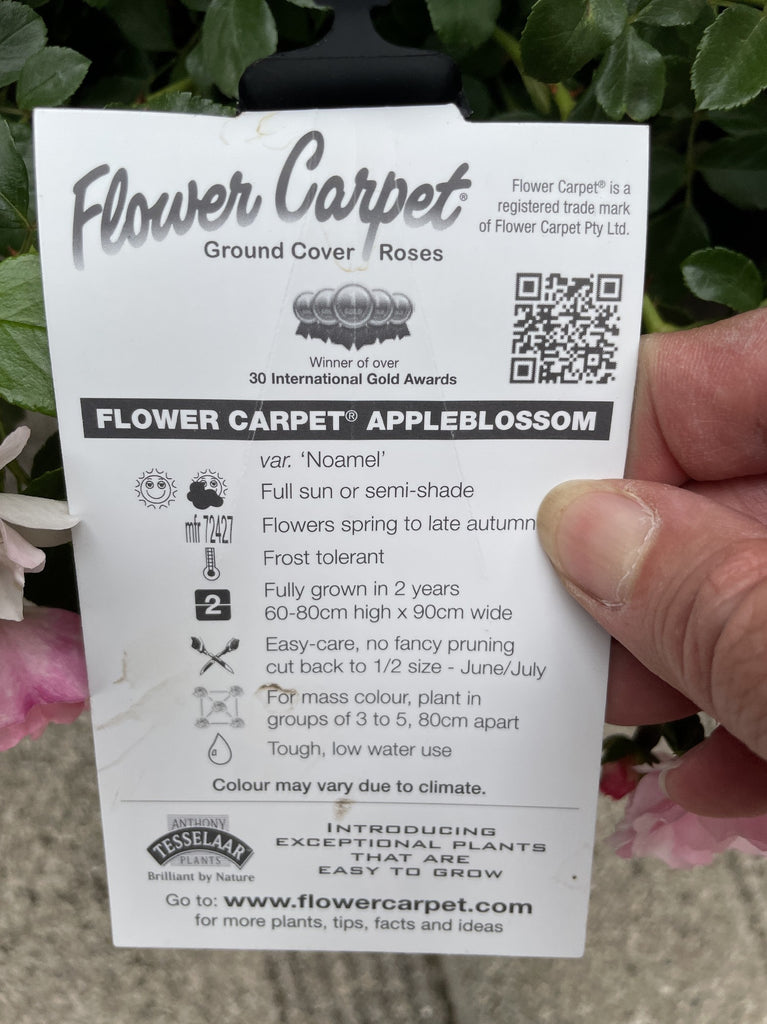 Flower Carpet®
Ground Cover Roses
Flower Carpet® is a
registered trade mark
of Flower Carpet Pty Ltd.
GOLD
Winner of over
30 International Gold Awards
FLOWER CARPET® APPLEBLOSSOM
var. ‘Noamel’
Full sun or semi-shade
mfr 72427
Flowers spring to late autumn
Frost tolerant
2
Fully grown in 2 years
60-80cm high x 90cm wide
Easy-care, no fancy pruning
cut back to 1/2 size - June/July
For mass colour, plant in
groups of 3 to 5, 80cm apart
Tough, low water use
Colour may vary due to climate.
ANTHONY
TESSELAAR
PLANTS
Brilliant by Nature
INTRODUCING
EXCEPTIONAL PLANTS
THAT ARE
EASY TO GROW
Go to: www.flowercarpet.com
for more plants, tips, facts and ideas